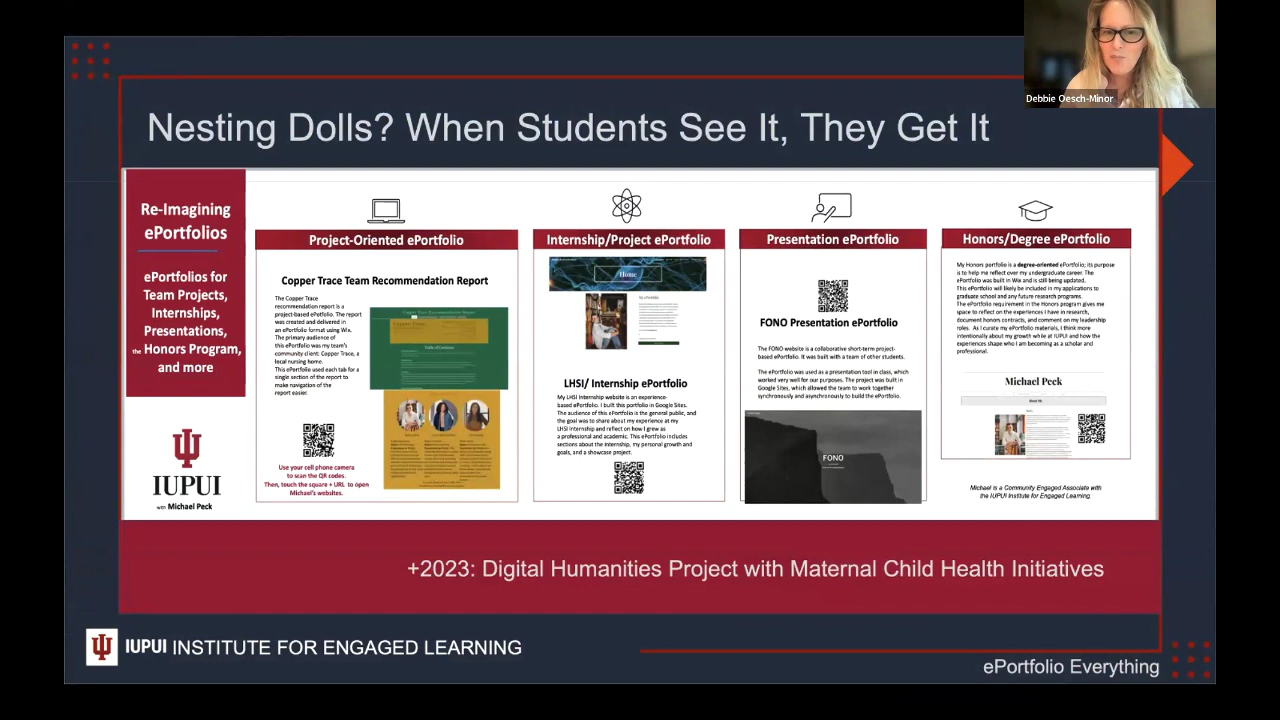 Debbie Oesch-Minor
Nesting Dolls? When Students See It, They Get It
Re-Imagining
ePortfolios
ePortfolios for
Team Projects,
Internships,
Presentations,
the Honors Program,
and more
IUPUI
with Michael Peck
Project-Oriented ePortfolio
Copper Trace Team Recommendation Report
The Copper Trace
recommendation report is a
project-based ePotfolio. The report
was created and delivered in
an ePortfolio format using Wix.
The primary audience of
this ePortfolio was my team's
community client: Copper Trace, a
local nursing home.
This ePortfolio used each tab for a
single section of the report to
make navigation of the
report easier.
Use your cell phone camera
to scan the QR codes.
Then, touch the square + URL to open
Michael's websites.
Internship/Project ePortfolio
Home
LHSI/ Internship ePortfolio
My LHSI Internship website is an experience-
based ePortfolio. I built this portfolio in Google Sites.
The audience of this ePortfolio is the general public, and
the goal was to share about my experience at my
LHSI Internship and reflect on how I grew as
a professional and academic. This ePortfolio includes
sections about the internship, my personal growth and
goals, and a showcase project.
Presentation ePortfolio
FONO Presentation ePortfolio
The FONO website is a collaborative short-term project-
based ePortfolio. It was built with a team of other students.
The ePortfolio was used as a presentation tool in class, which
worked very well for our purposes. The project was built in
Google Sites, which allowed the team to work together
synchronously and asynchronously to build the ePortfolio.
FONO
Honors/Degree ePortfolio
My Honors portfolio is a degree-oriented ePortfolio; its purpose
is to help me reflect over my undergraduate career. The
ePortfolio was built in Wix and is still being updated.
This ePortfolio will likely be included in my applications to
graduate school and any future research programs.
The ePortfolio requirement in the Honors program gives me
space to reflect on the experiences I have in research,
document honors contracts, and comment on my leadership
roles. As I curate my ePortfolio materials, I think more
intentionally about my growth while at IUPUI and how the
experiences shape who I am becoming as a scholar and
professional.
Michael Peck
Michael is a Community Engaged Associate with
the IUPUI Institute for Engaged Learning.
+2023: Digital Humanities Project with Maternal Child Health Initiatives
IUPUI INSTITUTE FOR ENGAGED LEARNING
ePortfolio Everything